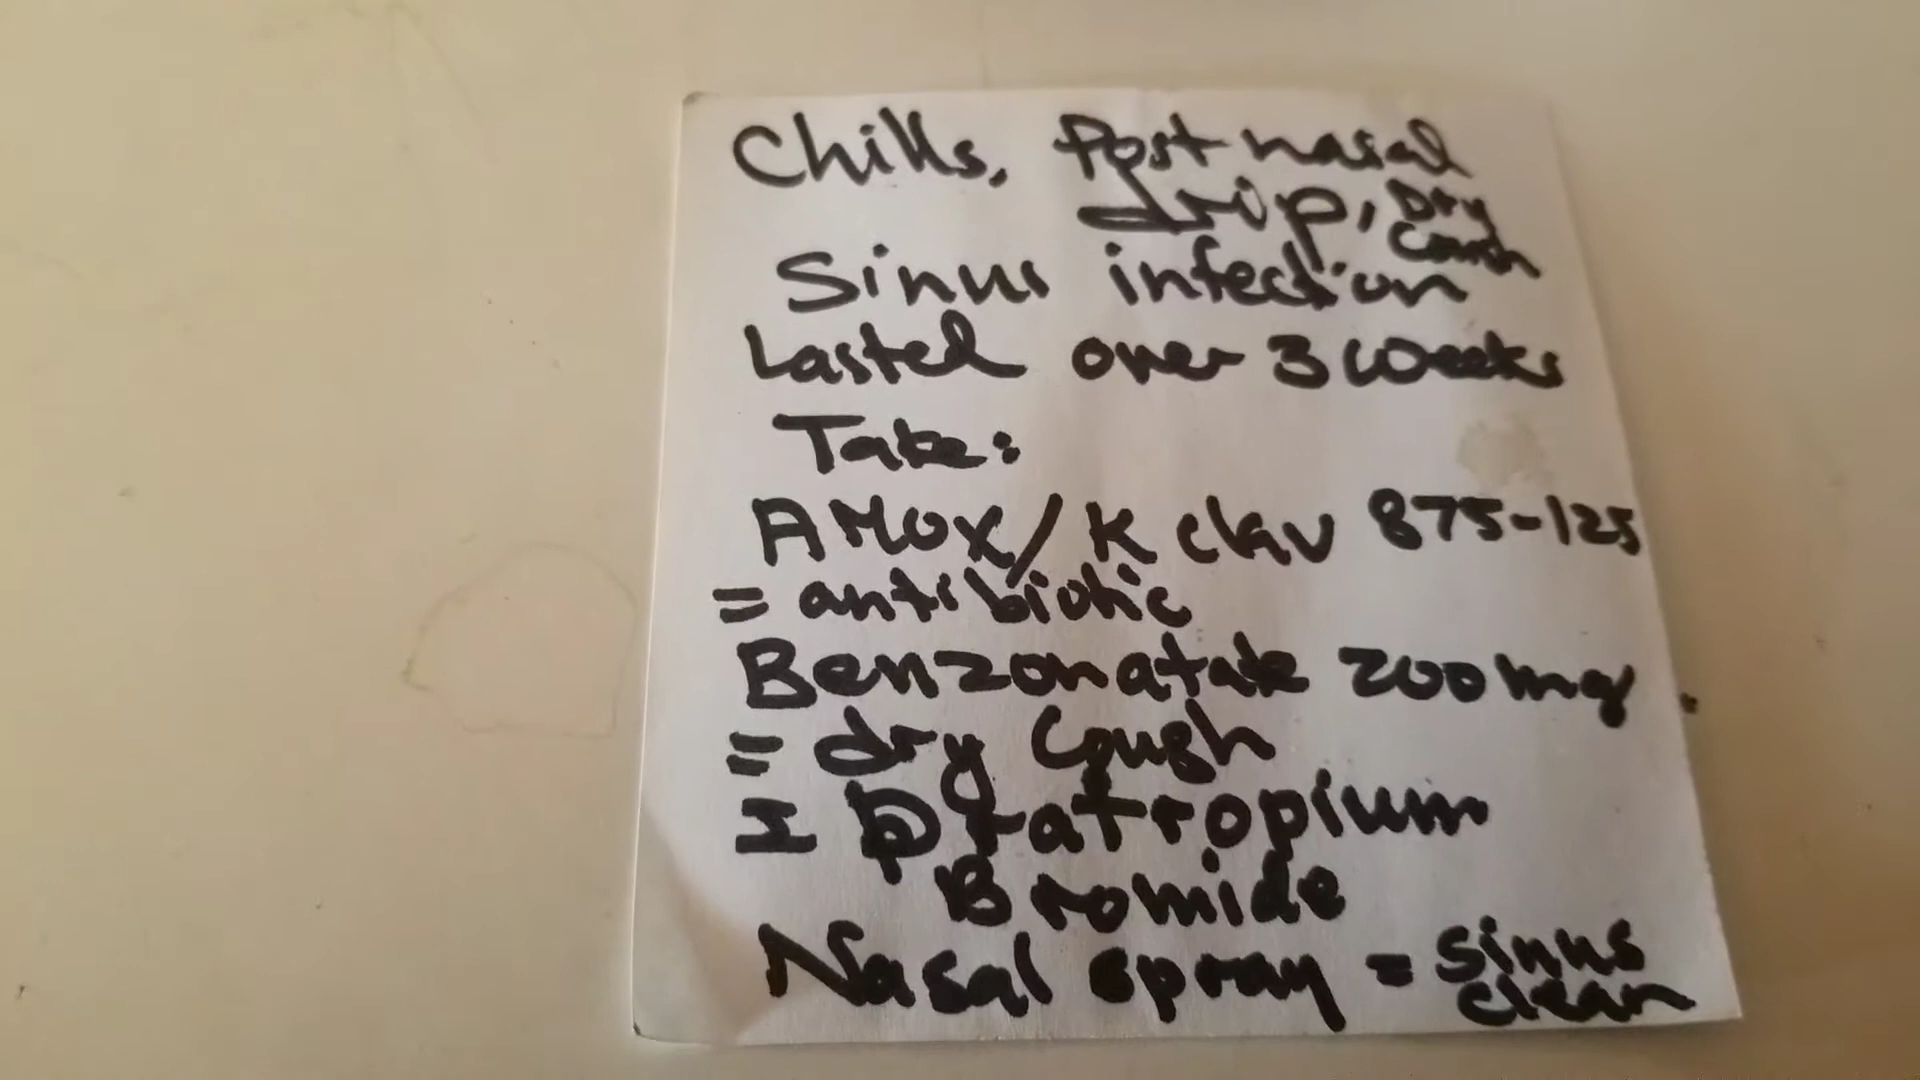 Chills, Post nasal
drip, Dry
Cough
Sinus infection
Lasted over 3 weeks
Take:
AMOX/K clav 875-125
= antibiotic
Benzonatate 200mg
= dry Cough
Ipratropium
Bromide
Nasal spray = sinus
clean